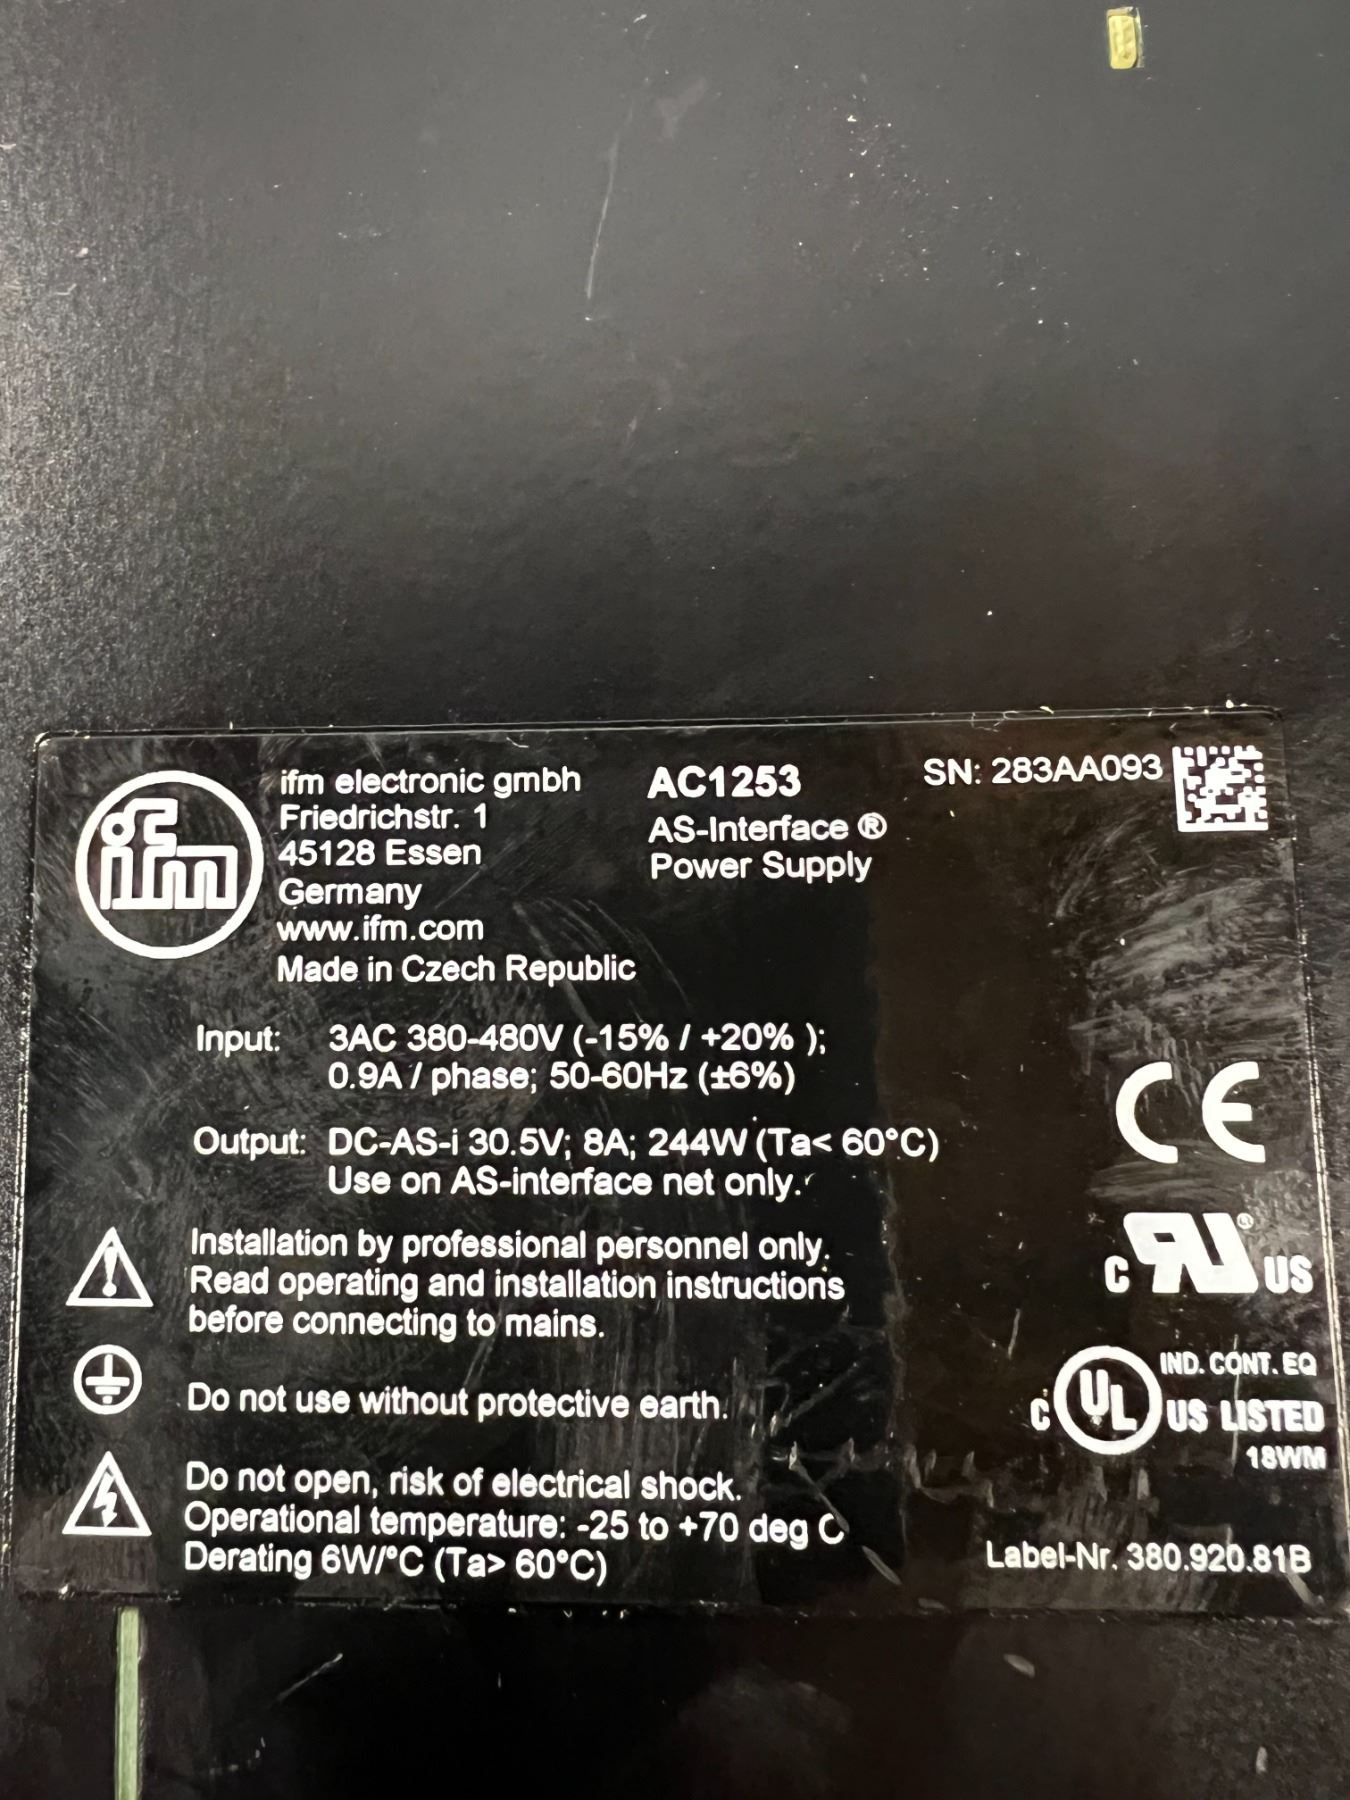 ifm
ifm electronic gmbh
Friedrichstr. 1
45128 Essen
Germany
www.ifm.com
Made in Czech Republic
AC1253
AS-Interface ®
Power Supply
SN: 283AA093
Input: 3AC 380-480V (-15% / +20% );
0.9A / phase; 50-60Hz (±6%)
Output: DC-AS-i 30.5V; 8A; 244W (Ta< 60°C)
Use on AS-interface net only.
Installation by professional personnel only.
Read operating and installation instructions
before connecting to mains.
Do not use without protective earth.
Do not open, risk of electrical shock.
Operational temperature: -25 to +70 deg C
Derating 6W/°C (Ta> 60°C)
CE
c RU ® US
IND. CONT. EQ
c UL US LISTED
18WM
Label-Nr. 380.920.81B